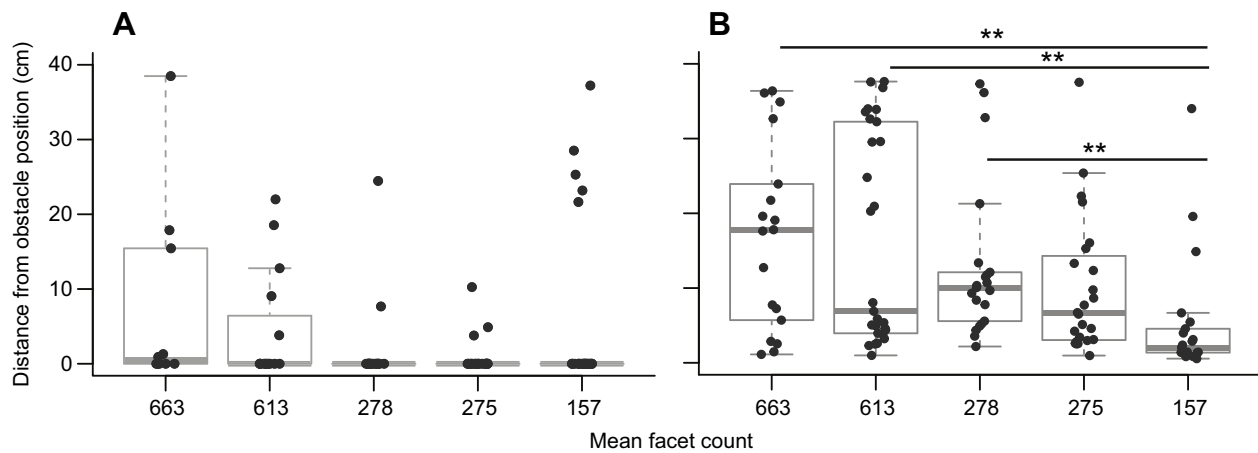 A
B
**
**
**
Distance from obstacle position (cm)
40
30
20
10
0
663 613 278 275 157
663 613 278 275 157
Mean facet count